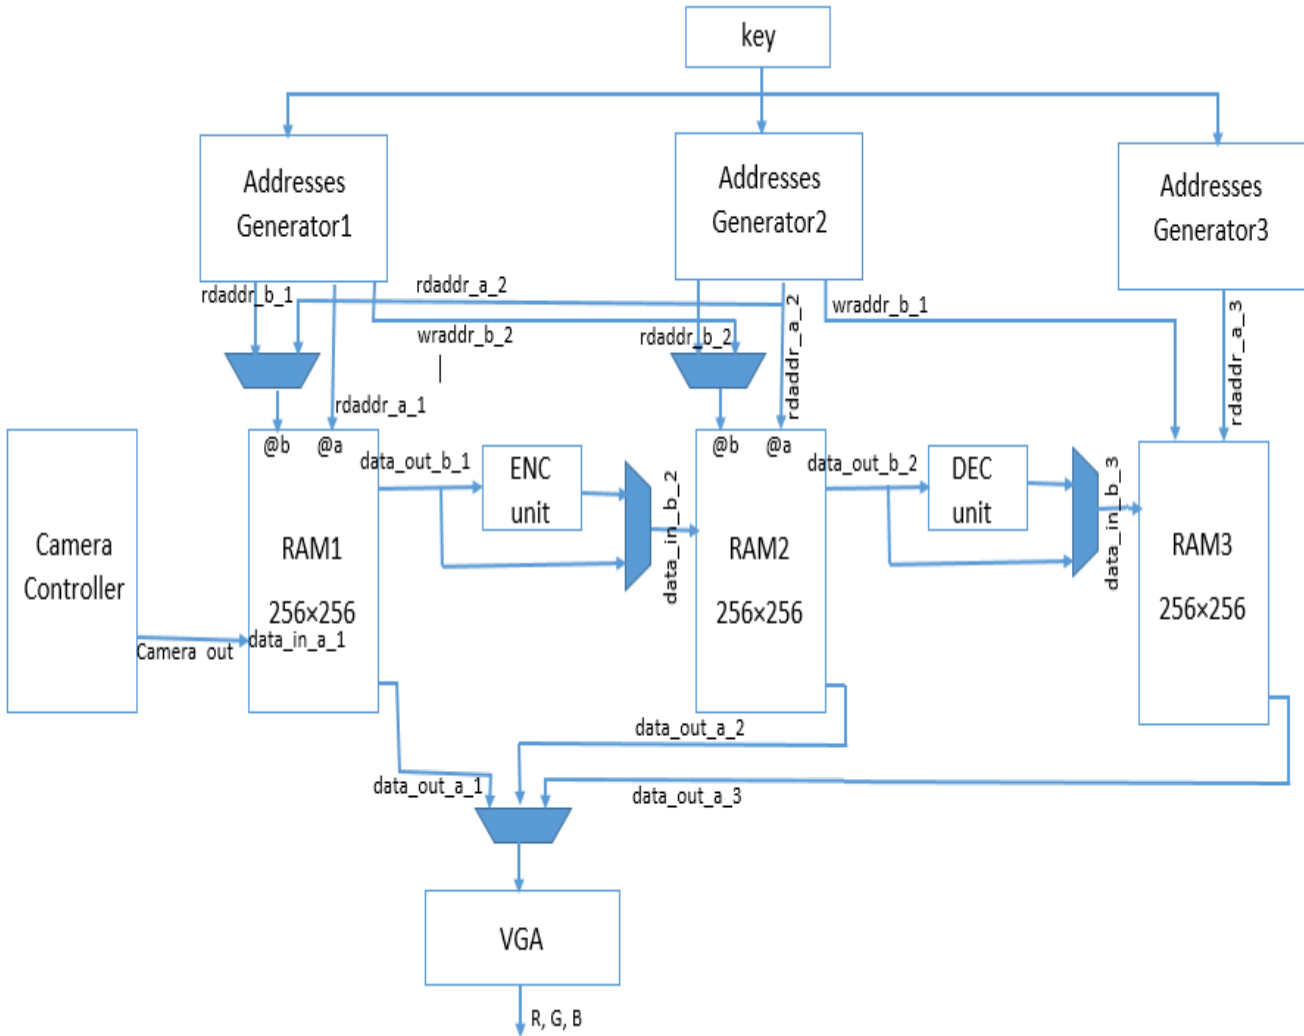 key
Addresses
Generator1
Addresses
Generator2
Addresses
Generator3
rdaddr_b_1
rdaddr_a_2
wraddr_b_2
rdaddr_b_2
rdaddr_a_2
wraddr_b_1
rdaddr_a_3
rdaddr_a_1
@b
@a
data_out_b_1
ENC
unit
data_in_b_2
@b
@a
data_out_b_2
DEC
unit
data_in_b_3
Camera
Controller
RAM1
256×256
RAM2
256×256
RAM3
256×256
Camera out
data_in_a_1
data_out_a_2
data_out_a_1
data_out_a_3
VGA
R, G, B